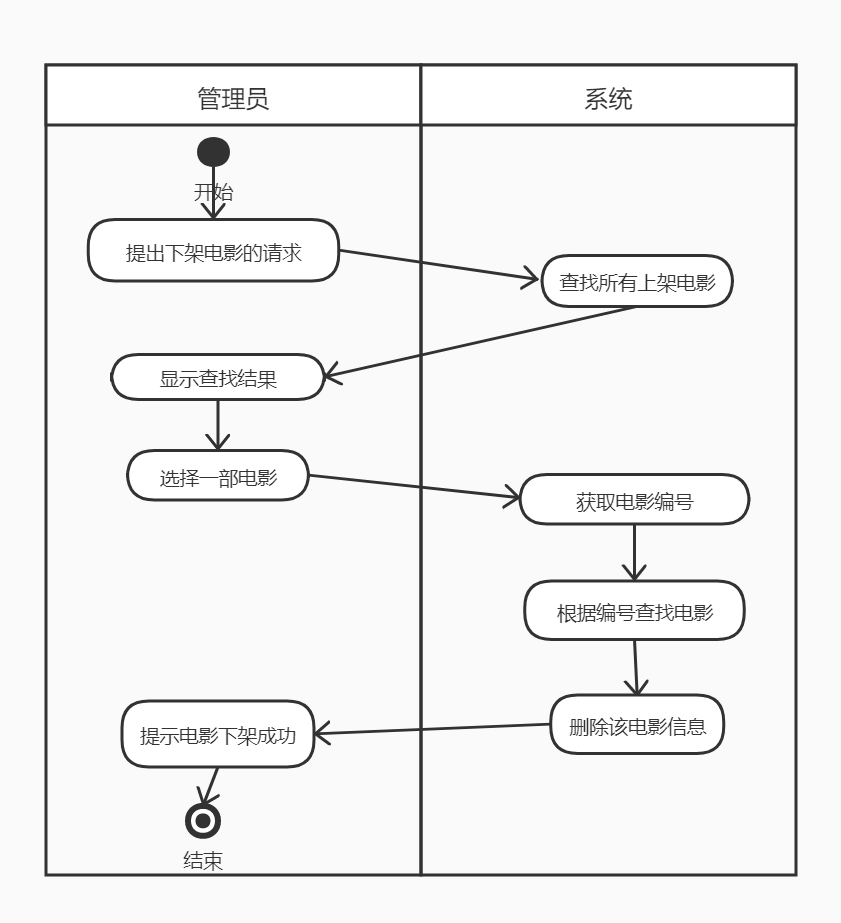 管理员
系统
开始
提出下架电影的请求
查找所有上架电影
显示查找结果
选择一部电影
获取电影编号
根据编号查找电影
删除该电影信息
提示电影下架成功
结束